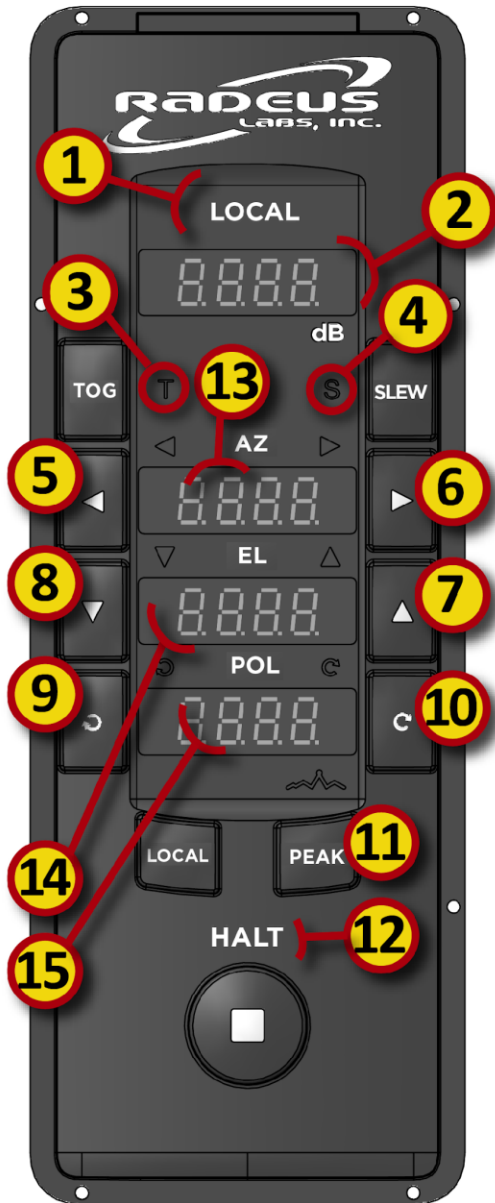 RADEUS
LABS, INC.
1
LOCAL
2
8.8.8.8.
3
dB
4
TOG
T
13
S
SLEW
AZ
5
8.8.8.8.
6
EL
8
8.8.8.8.
7
POL
9
8.8.8.8.
10
LOCAL
PEAK
11
14
HALT
12
15